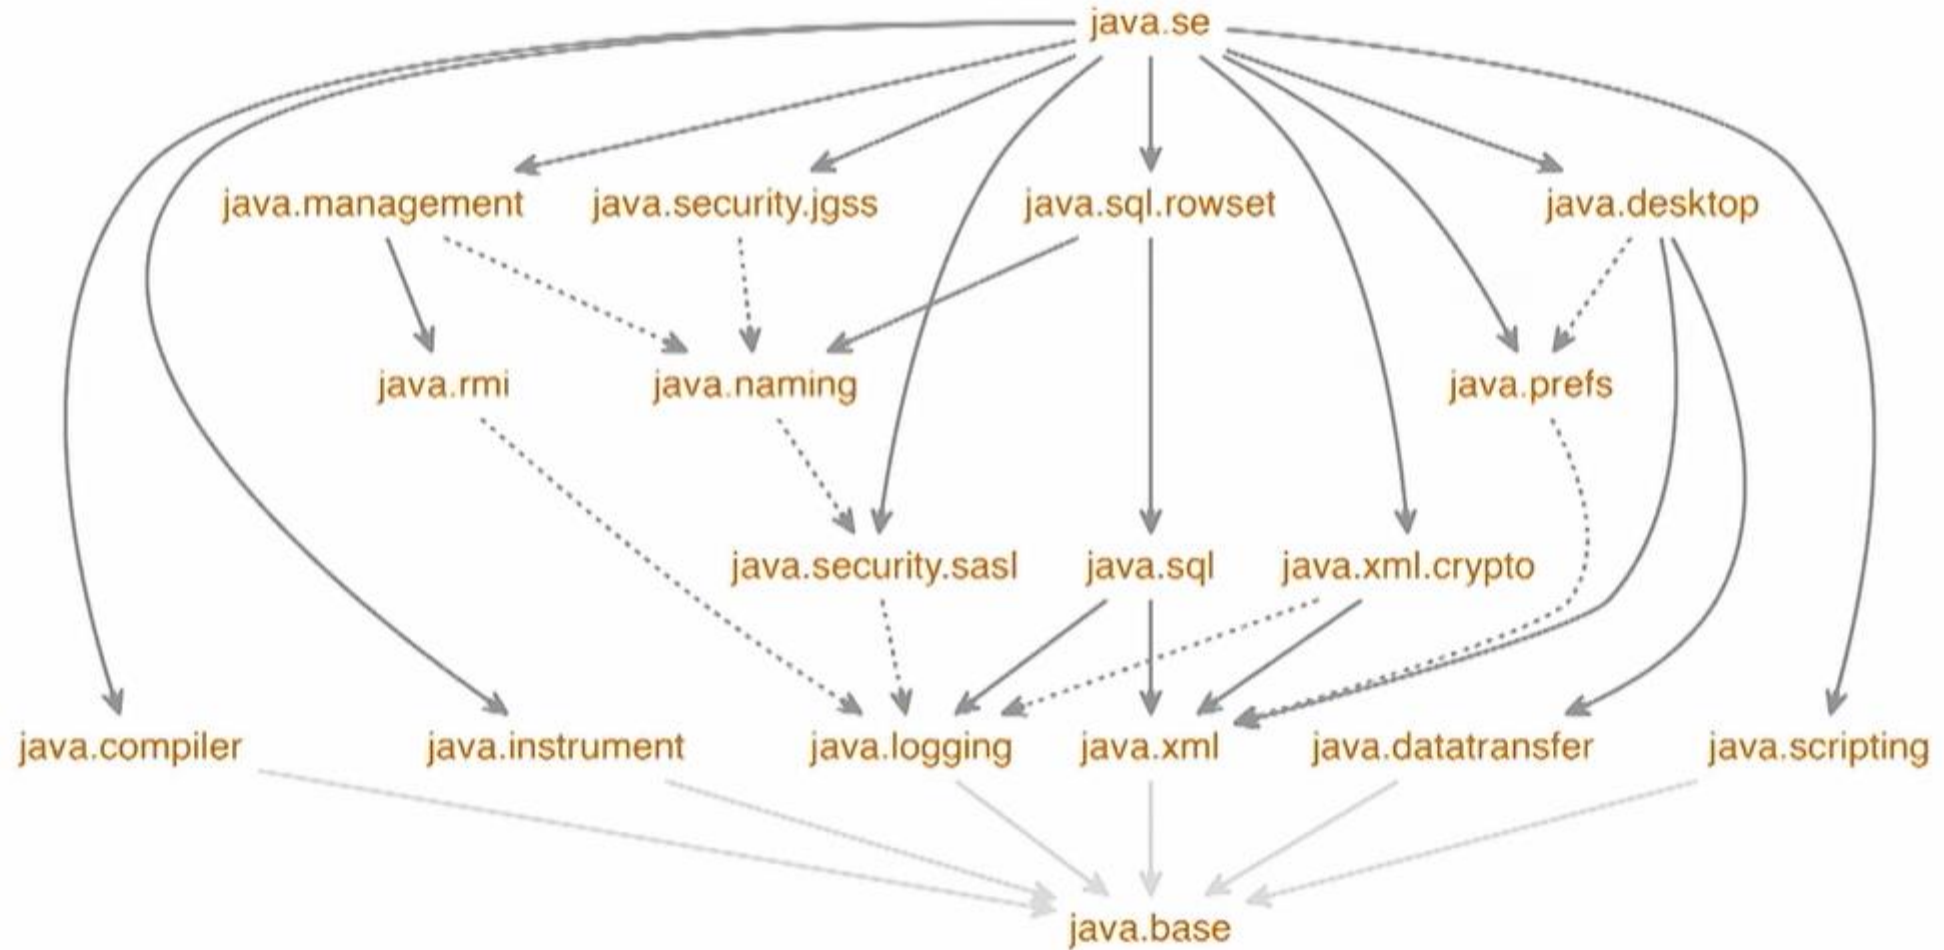 java.se
java.management
java.security.jgss
java.sql.rowset
java.desktop
java.rmi
java.naming
java.prefs
java.security.sasl
java.sql
java.xml.crypto
java.compiler
java.instrument
java.logging
java.xml
java.datatransfer
java.scripting
java.base